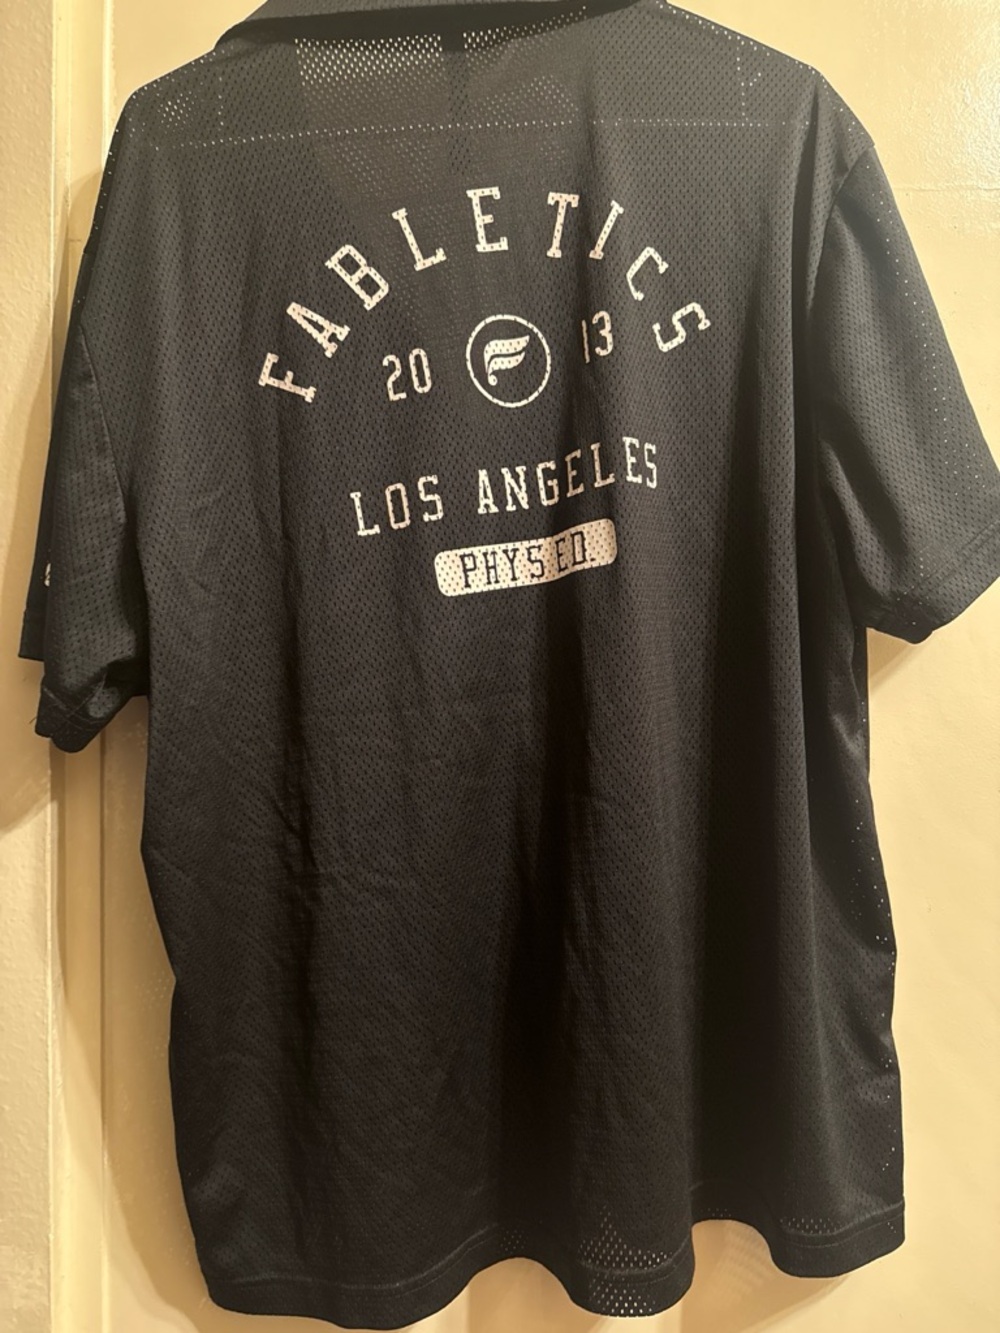 FABLETICS
20 13
LOS ANGELES
PHYS ED.